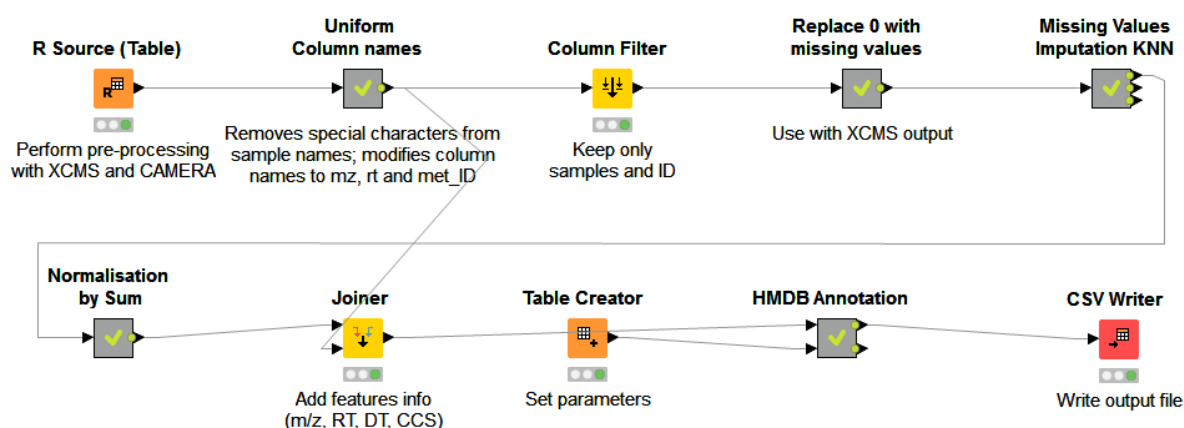 R Source (Table)
Uniform
Column names
Column Filter
Replace 0 with
missing values
Missing Values
Imputation KNN
R
Perform pre-processing
with XCMS and CAMERA
Removes special characters from
sample names; modifies column
names to mz, rt and met_ID
Keep only
samples and ID
Use with XCMS output
Normalisation
by Sum
Joiner
Table Creator
HMDB Annotation
CSV Writer
Add features info
(m/z, RT, DT, CCS)
Set parameters
Write output file